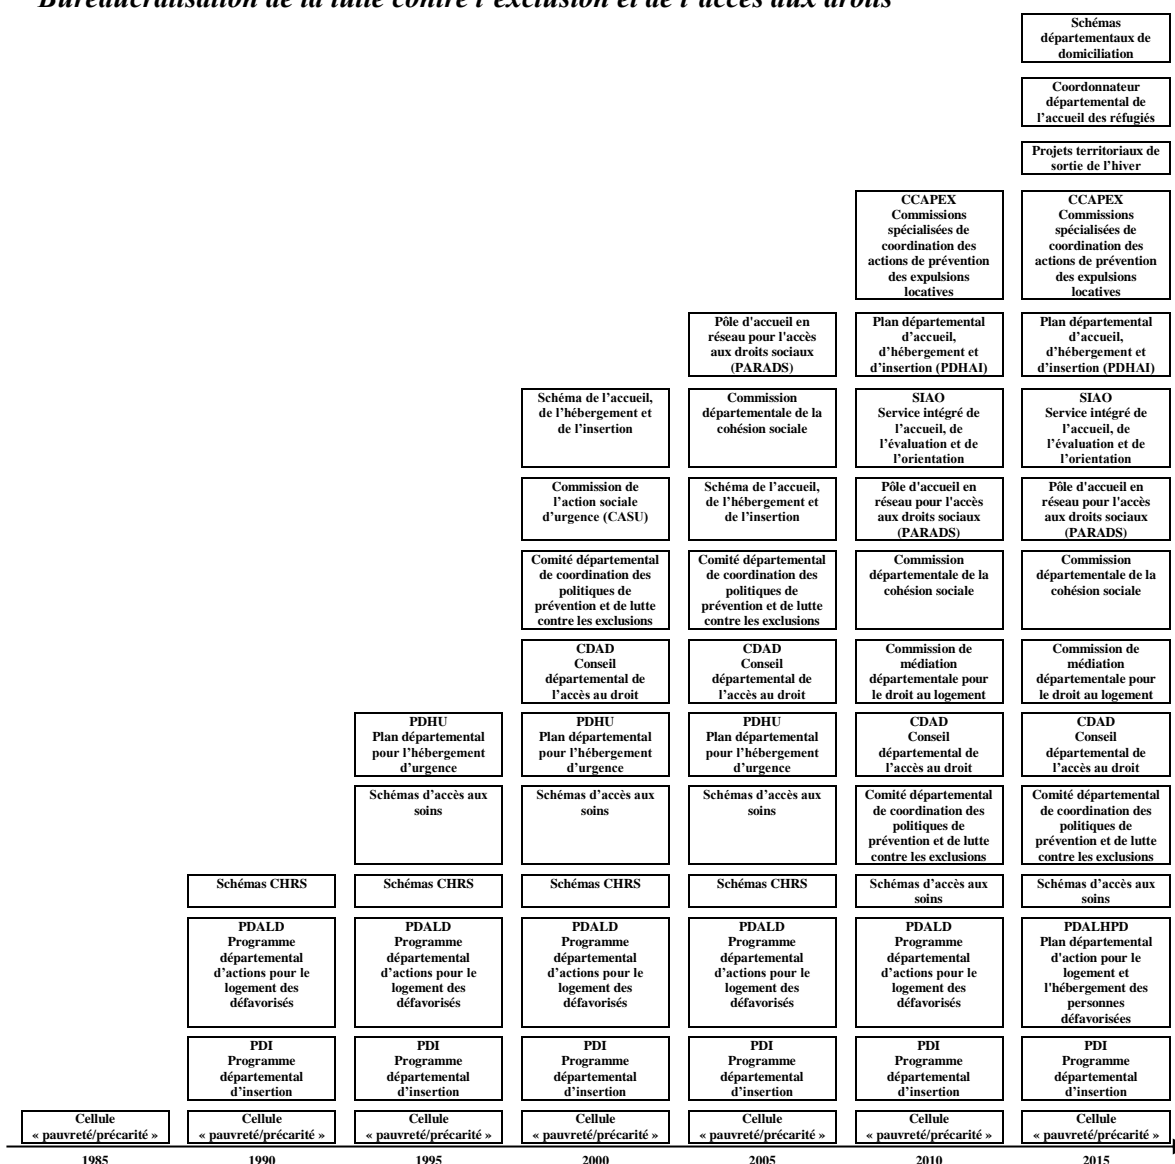 Bureaucratisation de la lutte contre l'exclusion et de l'accès aux droits
Schémas
départementaux de
domiciliation
Coordonnateur
départemental de
l'accueil des réfugiés
Projets territoriaux de
sortie de l'hiver
CCAPEX
Commissions
spécialisées de
coordination des
actions de prévention
des expulsions
locatives
CCAPEX
Commissions
spécialisées de
coordination des
actions de prévention
des expulsions
locatives
Pôle d'accueil en
réseau pour l'accès
aux droits sociaux
(PARADS)
Plan départemental
d'accueil,
d'hébergement et
d'insertion (PDHAI)
Plan départemental
d'accueil,
d'hébergement et
d'insertion (PDHAI)
Schéma de l'accueil,
de l'hébergement et
de l'insertion
Commission
départementale de la
cohésion sociale
SIAO
Service intégré de
l'accueil, de
l'évaluation et de
l'orientation
SIAO
Service intégré de
l'accueil, de
l'évaluation et de
l'orientation
Commission de
l'action sociale
d'urgence (CASU)
Schéma de l'accueil,
de l'hébergement et
de l'insertion
Pôle d'accueil en
réseau pour l'accès
aux droits sociaux
(PARADS)
Pôle d'accueil en
réseau pour l'accès
aux droits sociaux
(PARADS)
Comité départemental
de coordination des
politiques de
prévention et de lutte
contre les exclusions
Comité départemental
de coordination des
politiques de
prévention et de lutte
contre les exclusions
Commission
départementale de la
cohésion sociale
Commission
départementale de la
cohésion sociale
CDAD
Conseil
départemental de
l'accès au droit
CDAD
Conseil
départemental de
l'accès au droit
Commission de
médiation
départementale pour
le droit au logement
Commission de
médiation
départementale pour
le droit au logement
PDHU
Plan départemental
pour l'hébergement
d'urgence
PDHU
Plan départemental
pour l'hébergement
d'urgence
PDHU
Plan départemental
pour l'hébergement
d'urgence
CDAD
Conseil
départemental de
l'accès au droit
CDAD
Conseil
départemental de
l'accès au droit
Schémas d'accès aux
soins
Schémas d'accès aux
soins
Schémas d'accès aux
soins
Comité départemental
de coordination des
politiques de
prévention et de lutte
contre les exclusions
Comité départemental
de coordination des
politiques de
prévention et de lutte
contre les exclusions
Schémas CHRS
Schémas CHRS
Schémas CHRS
Schémas CHRS
Schémas d'accès aux
soins
Schémas d'accès aux
soins
PDALD
Programme
départemental
d'actions pour le
logement des
défavorisés
PDALD
Programme
départemental
d'actions pour le
logement des
défavorisés
PDALD
Programme
départemental
d'actions pour le
logement des
défavorisés
PDALD
Programme
départemental
d'actions pour le
logement des
défavorisés
PDALD
Programme
départemental
d'actions pour le
logement des
défavorisés
PDALHPD
Plan départemental
d'action pour le
logement et
l'hébergement des
personnes
défavorisées
PDI
Programme
départemental
d'insertion
PDI
Programme
départemental
d'insertion
PDI
Programme
départemental
d'insertion
PDI
Programme
départemental
d'insertion
PDI
Programme
départemental
d'insertion
PDI
Programme
départemental
d'insertion
Cellule
« pauvreté/précarité »
Cellule
« pauvreté/précarité »
Cellule
« pauvreté/précarité »
Cellule
« pauvreté/précarité »
Cellule
« pauvreté/précarité »
Cellule
« pauvreté/précarité »
Cellule
« pauvreté/précarité »
1985 1990 1995 2000 2005 2010 2015